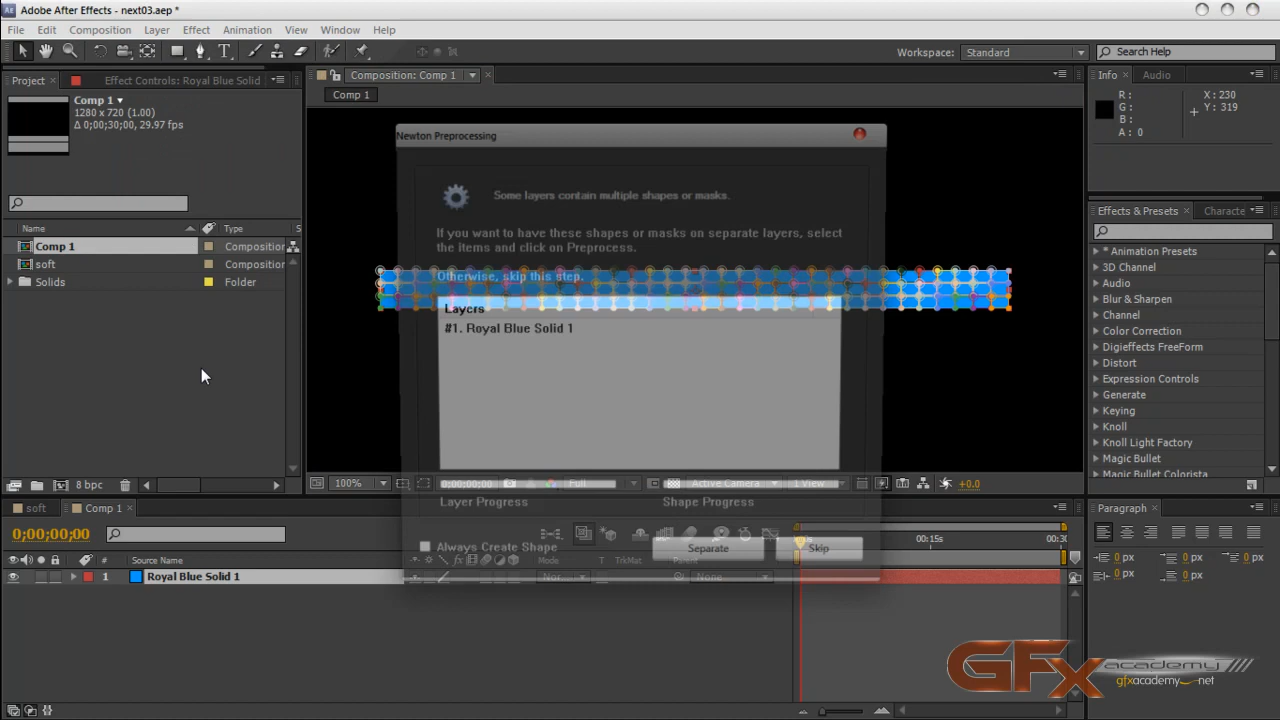 Adobe After Effects - next03.aep *
File Edit Composition Layer Effect Animation View Window Help
Workspace: Standard Search Help
Project Effect Controls: Royal Blue Solid
Comp 1
1280 x 720 (1.00)
Δ 0;00;30;00, 29.97 fps
Name Type S
Comp 1 Composition
soft Composition
Solids Folder
8 bpc
Composition: Comp 1
Comp 1
Newton Preprocessing
Some layers contain multiple shapes or masks.
If you want to have these shapes or masks on separate layers, select
the items and click on Preprocess.
Otherwise, skip this step.
Layers
#1. Royal Blue Solid 1
100% 0;00;00;00 Full Active Camera 1 View +0.0
Layer Progress Shape Progress
Always Create Shape Separate Skip
Info Audio
R: X: 230
G: Y: 319
B:
A: 0
Effects & Presets Characte
* Animation Presets
3D Channel
Audio
Blur & Sharpen
Channel
Color Correction
Digieffects FreeForm
Distort
Expression Controls
Generate
Keying
Knoll
Knoll Light Factory
Magic Bullet
Magic Bullet Colorista
soft Comp 1
0;00;00;00
00:15s 00:30
# Source Name Mode T TrkMat Parent
1 Royal Blue Solid 1 Nor None
Paragraph
0 px 0 px 0 px
0 px 0 px
GFX academy
gfxacademy.net